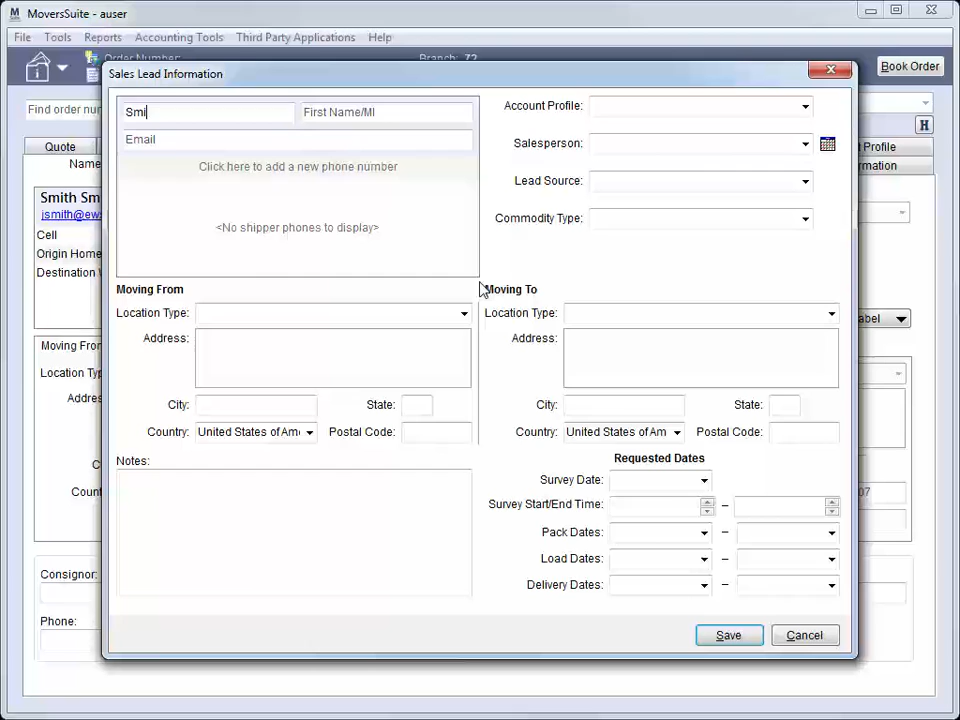 MoversSuite - auser
File Tools Reports Accounting Tools Third Party Applications Help
Order Number: Branch: 72
Book Order
Sales Lead Information
Find order num
H
Quote
Profile
Name
rmation
Smi
First Name/MI
Email
Click here to add a new phone number
<No shipper phones to display>
Account Profile:
Salesperson:
Lead Source:
Commodity Type:
Smith Sm
jsmith@ews
Cell
Origin Home
Destination
abel
Moving From
Location Typ
Addres
C
Count
07
Moving From
Location Type:
Address:
City: State:
Country: United States of Am Postal Code:
Moving To
Location Type:
Address:
City: State:
Country: United States of Am Postal Code:
Notes:
Requested Dates
Survey Date:
Survey Start/End Time: –
Pack Dates: –
Load Dates: –
Delivery Dates: –
Consignor:
Phone:
Save Cancel